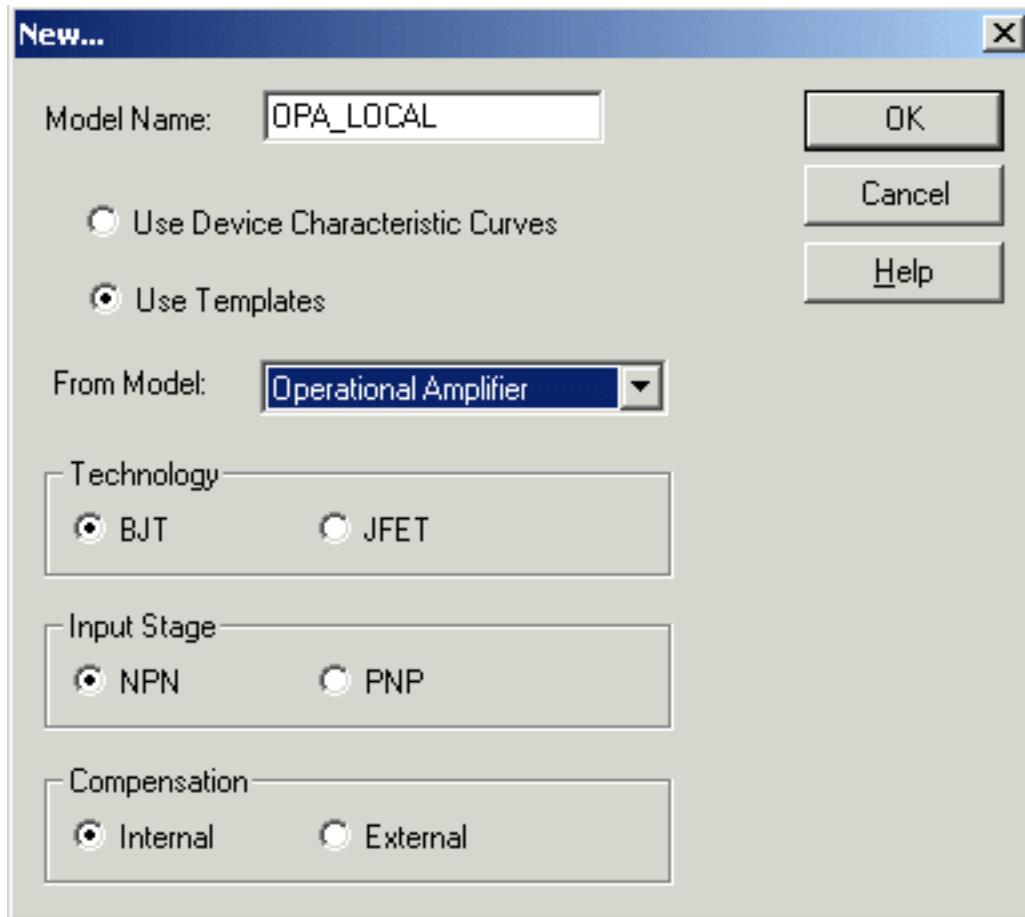 New...
Model Name: OPA_LOCAL
OK
Use Device Characteristic Curves
Cancel
Use Templates
Help
From Model: Operational Amplifier
Technology
BJT JFET
Input Stage
NPN PNP
Compensation
Internal External